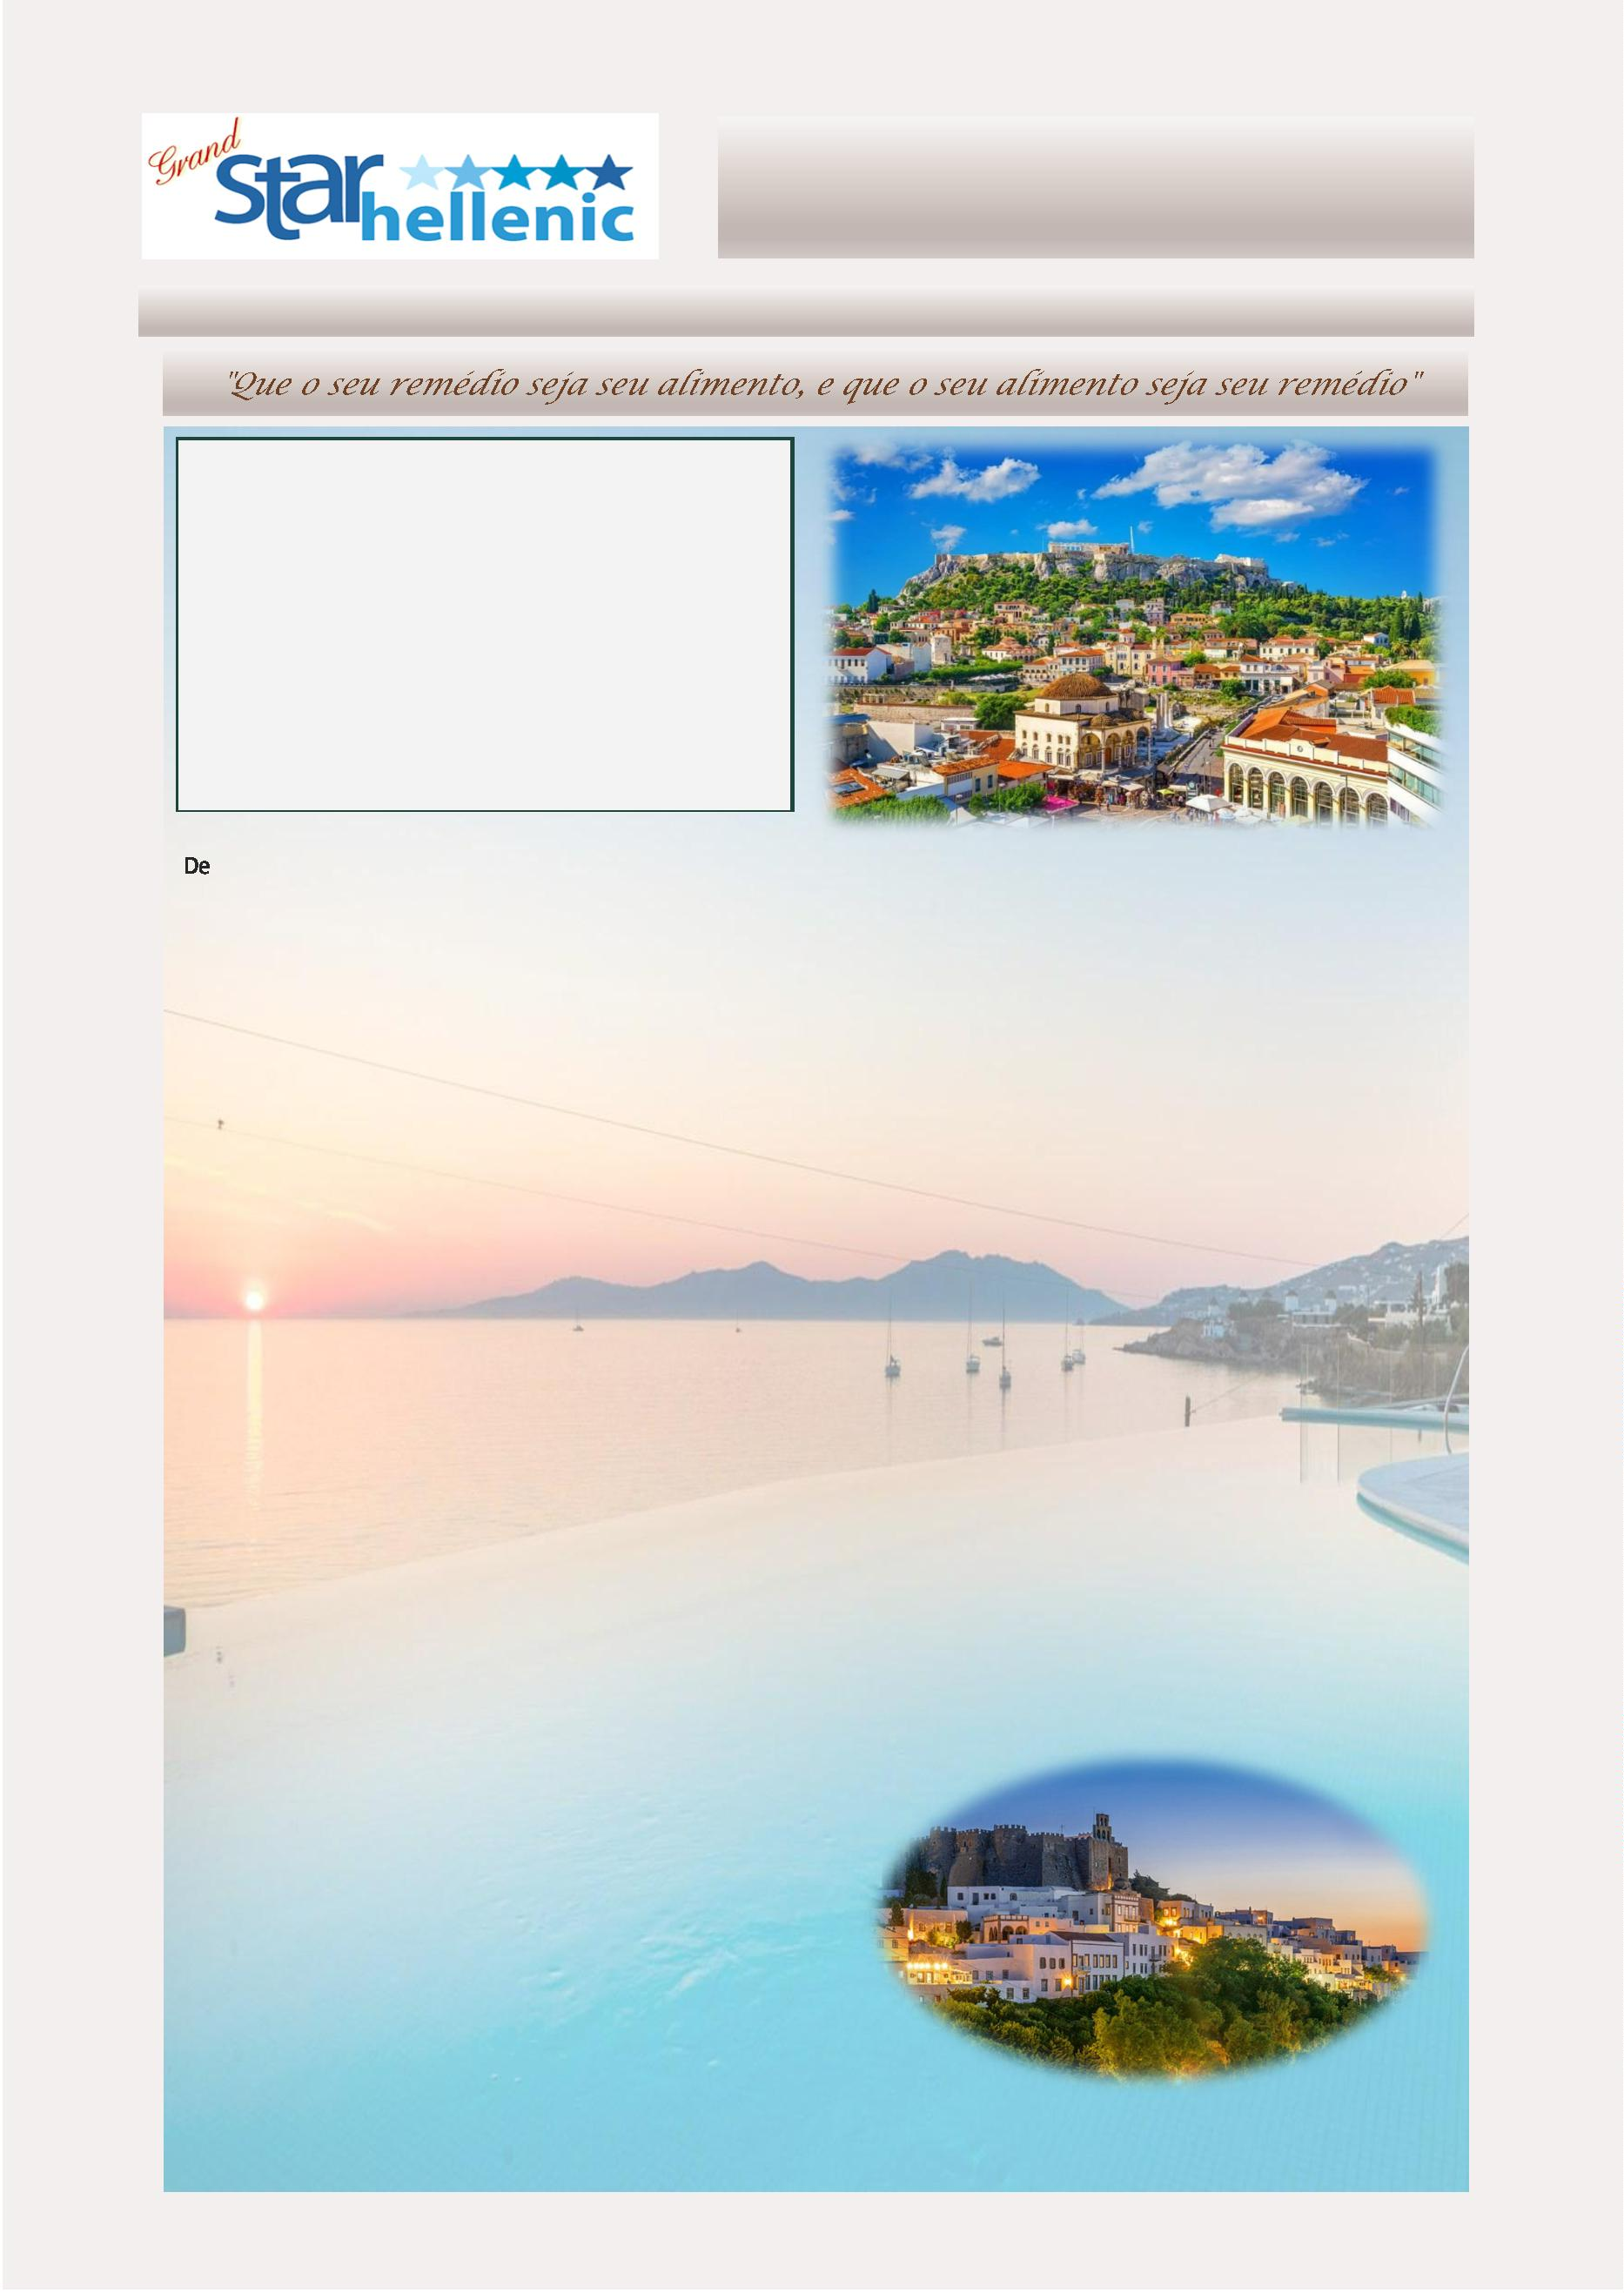 Grand
Star
hellenic
"Que o seu remédio seja seu alimento, e que o seu alimento seja seu remédio"
De